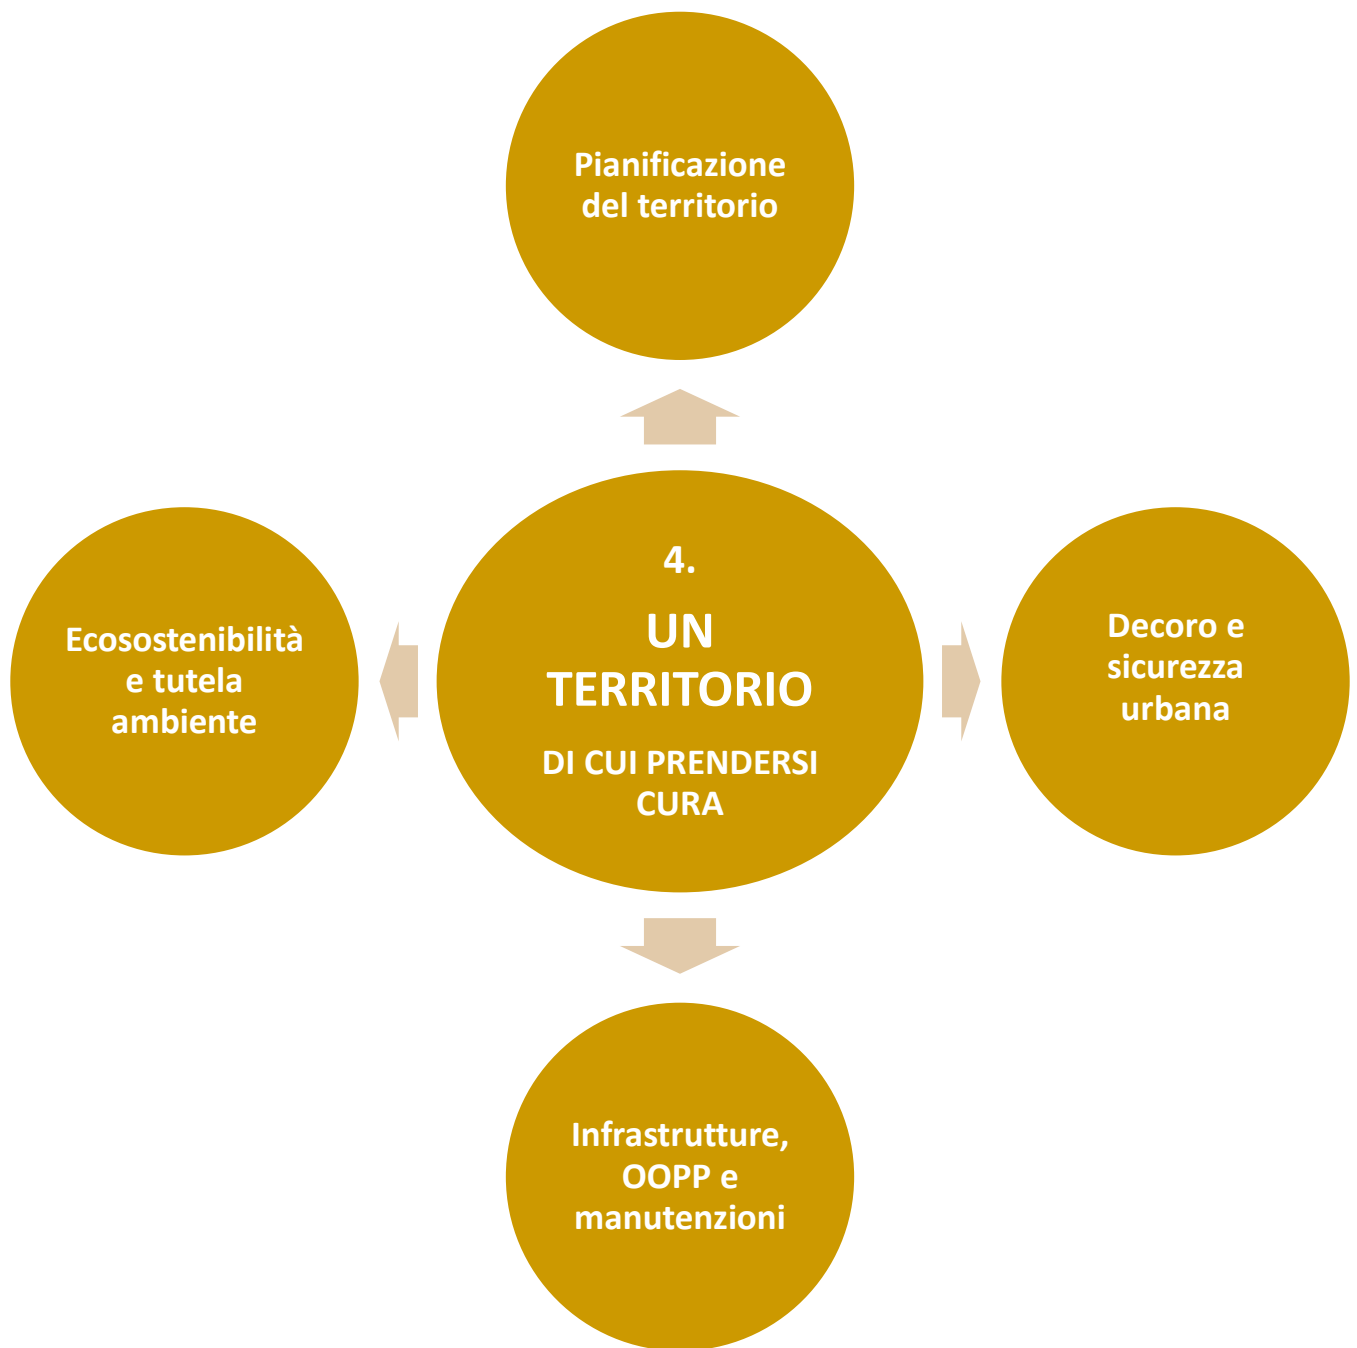 Pianificazione
del territorio
Ecosostenibilità
e tutela
ambiente
4.
UN
TERRITORIO
DI CUI PRENDERSI
CURA
Decoro e
sicurezza
urbana
Infrastrutture,
OOPP e
manutenzioni